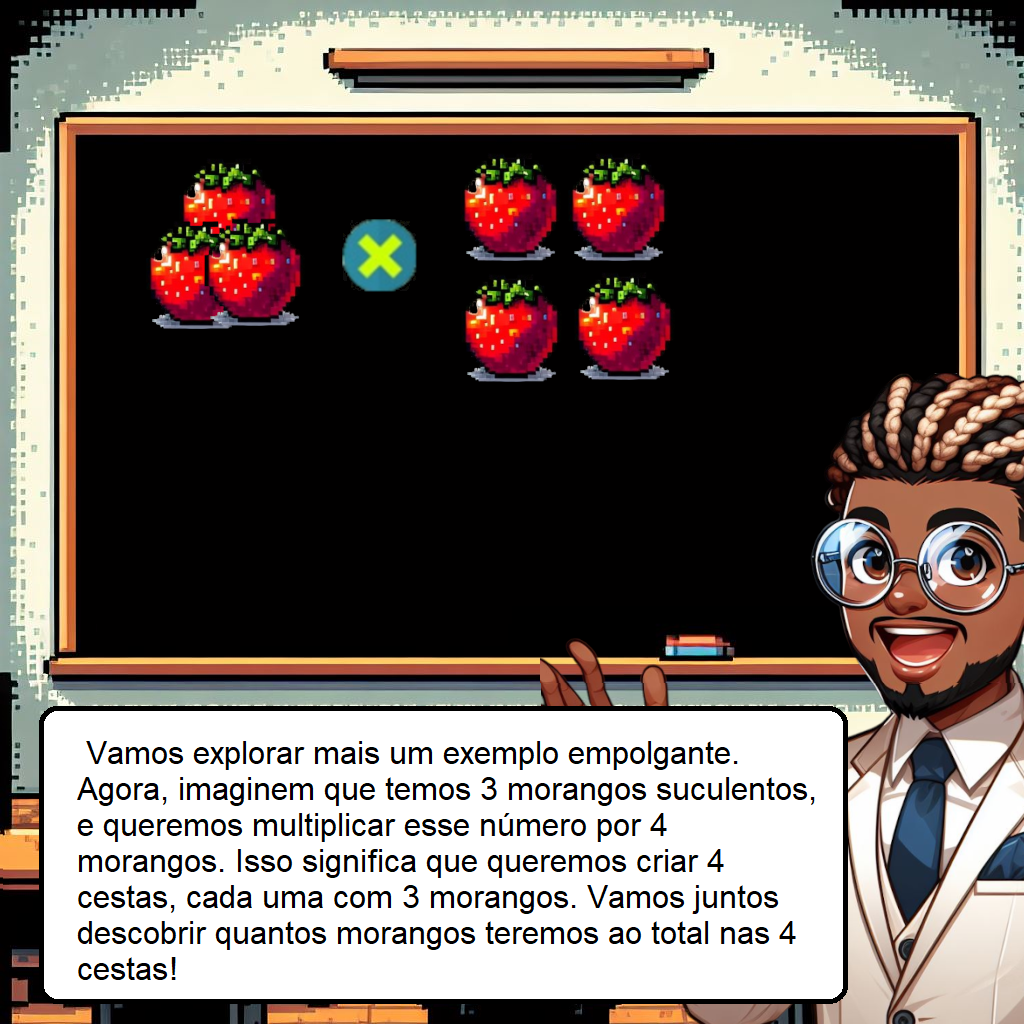 Vamos explorar mais um exemplo empolgante.
Agora, imaginem que temos 3 morangos suculentos,
e queremos multiplicar esse número por 4
morangos. Isso significa que queremos criar 4
cestas, cada uma com 3 morangos. Vamos juntos
descobrir quantos morangos teremos ao total nas 4
cestas!